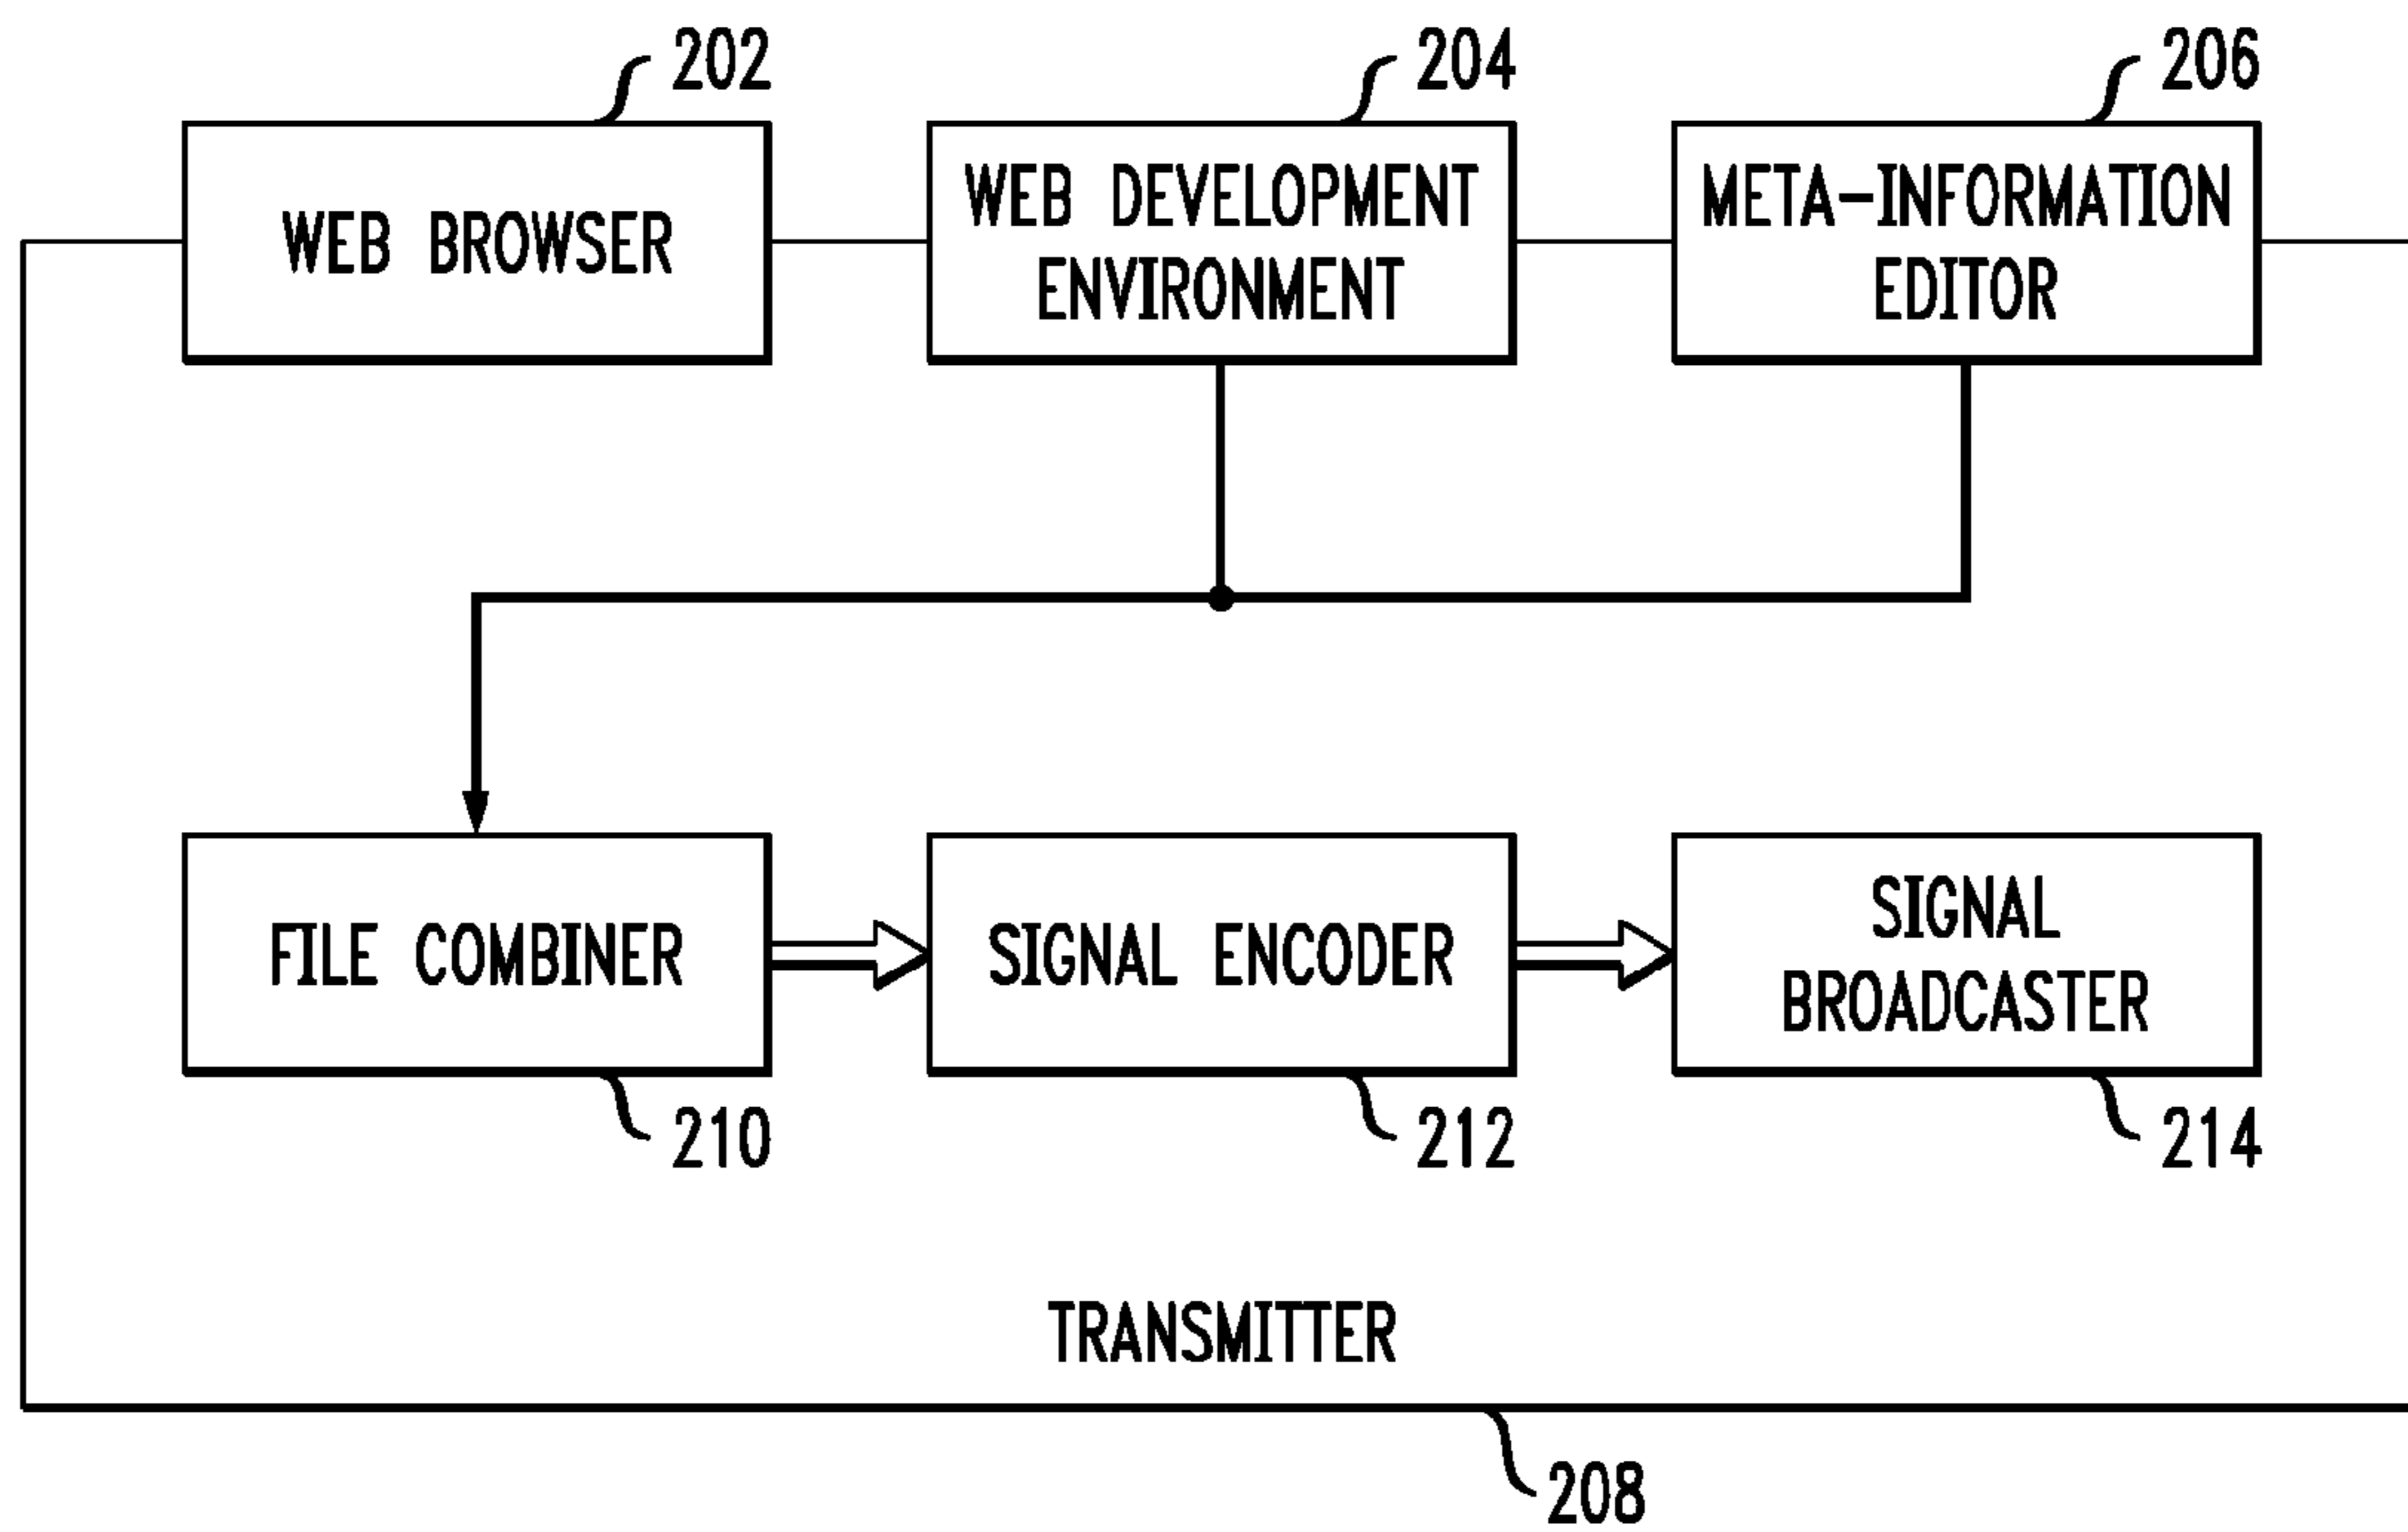 202
204
206
WEB BROWSER
WEB DEVELOPMENT
ENVIRONMENT
META-INFORMATION
EDITOR
FILE COMBINER
SIGNAL ENCODER
SIGNAL
BROADCASTER
210
212
214
TRANSMITTER
208